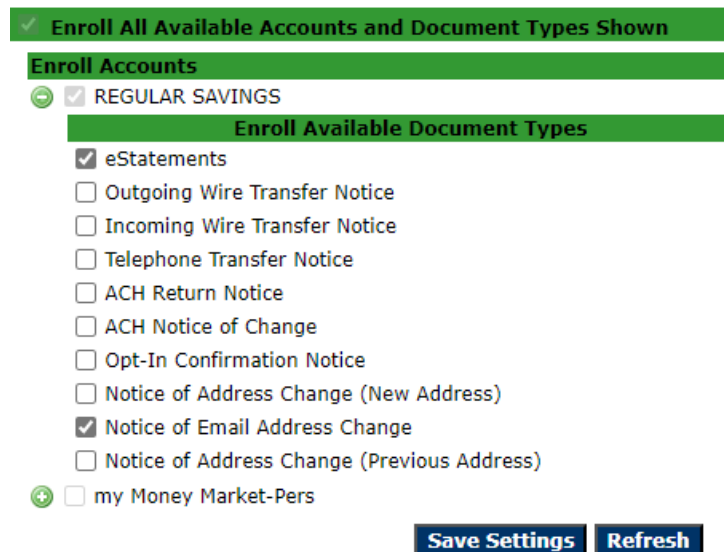 Enroll All Available Accounts and Document Types Shown
Enroll Accounts
REGULAR SAVINGS
Enroll Available Document Types
eStatements
Outgoing Wire Transfer Notice
Incoming Wire Transfer Notice
Telephone Transfer Notice
ACH Return Notice
ACH Notice of Change
Opt-In Confirmation Notice
Notice of Address Change (New Address)
Notice of Email Address Change
Notice of Address Change (Previous Address)
my Money Market-Pers
Save Settings Refresh